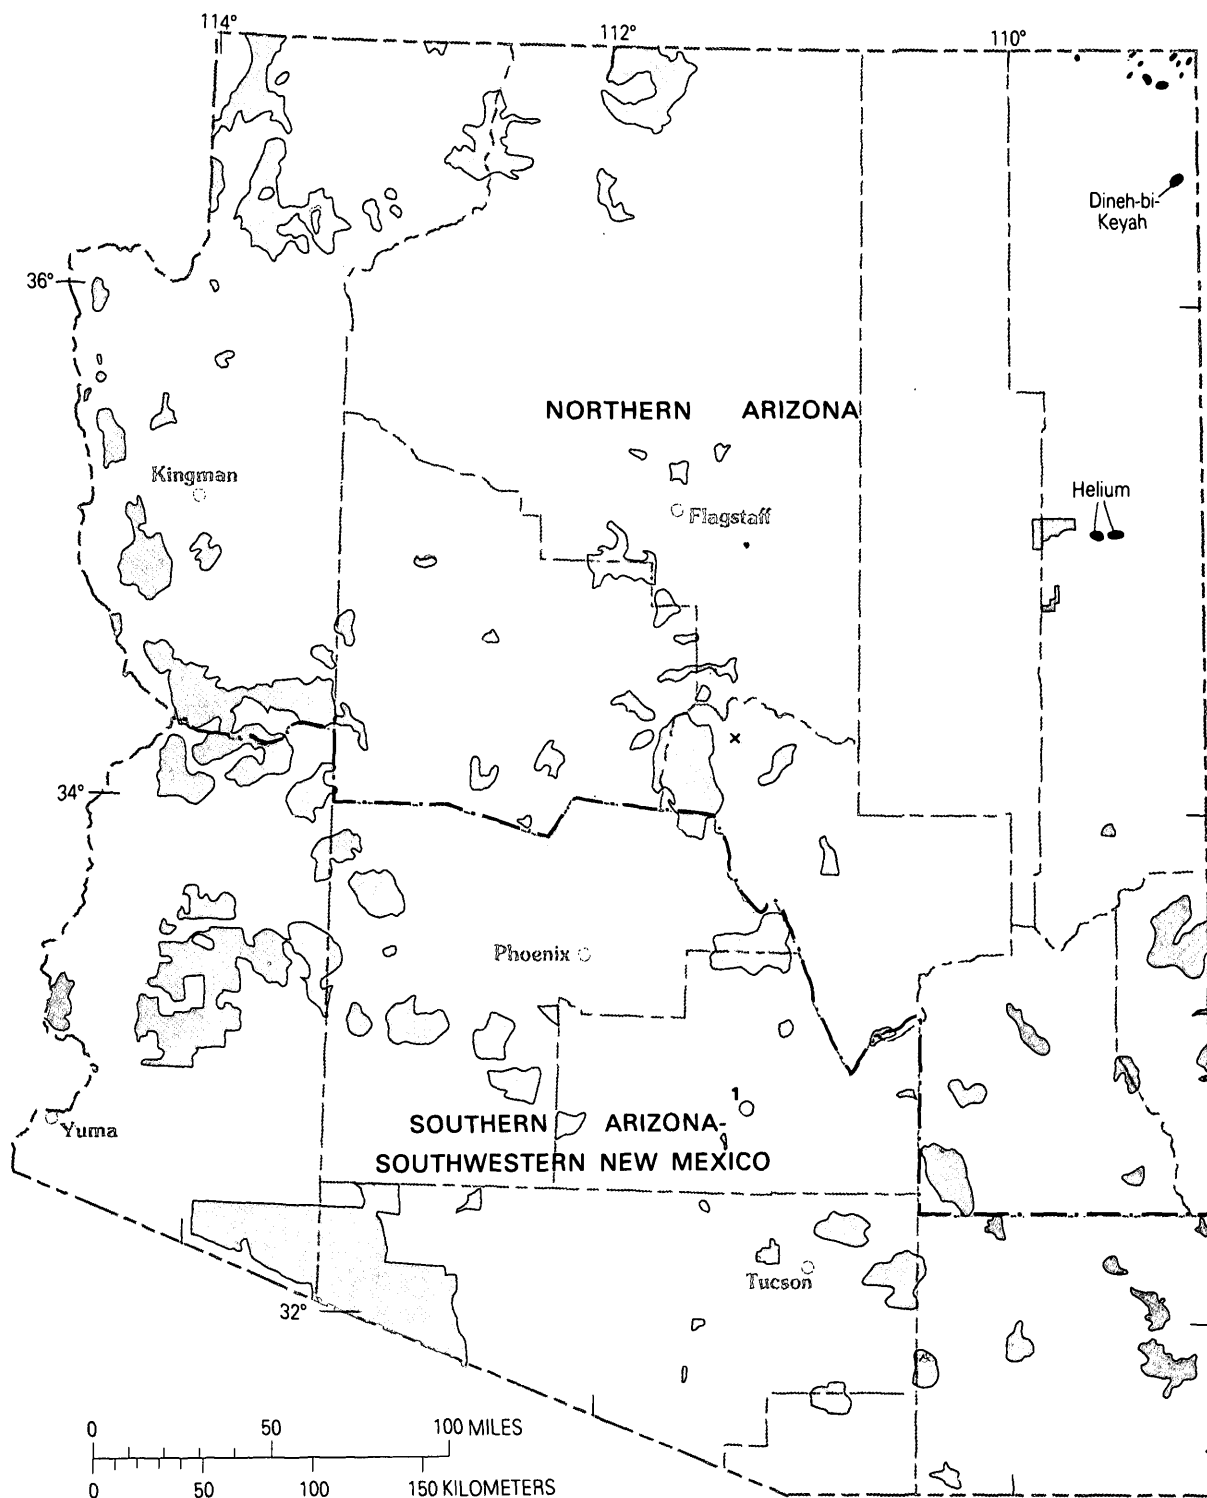 114°
112°
110°
Dineh-bi-
Keyah
36°
NORTHERN ARIZONA
Kingman
Helium
Flagstaff
34°
Phoenix
1
SOUTHERN ARIZONA-
Yuma
SOUTHWESTERN NEW MEXICO
Tucson
32°
0 50 100 MILES
0 50 100 150 KILOMETERS